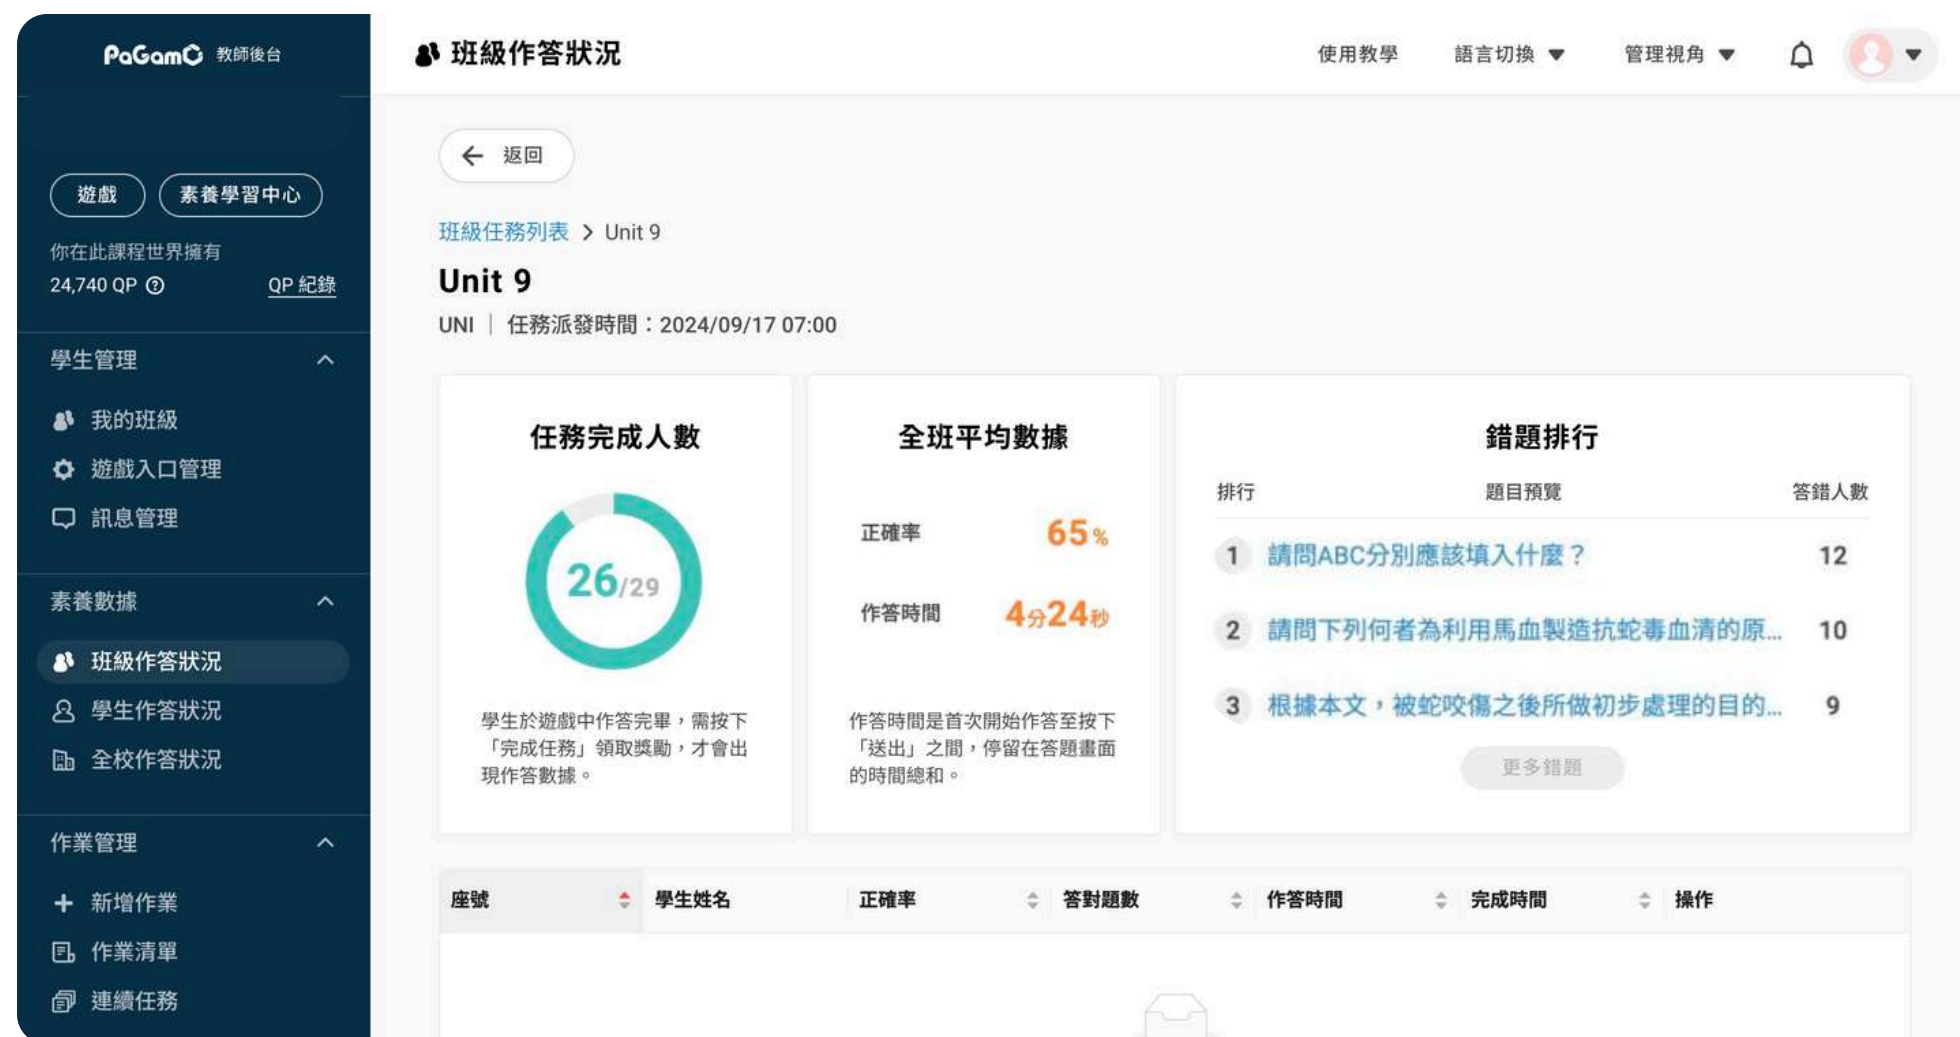 PaGamO 教師後台
遊戲
素養學習中心
你在此課程世界擁有
24,740 QP ?
QP 紀錄
學生管理
我的班級
遊戲入口管理
訊息管理
素養數據
班級作答狀況
學生作答狀況
全校作答狀況
作業管理
新增作業
作業清單
連續任務
班級作答狀況
使用教學
語言切換
管理視角
返回
班級任務列表 > Unit 9
Unit 9
UNI | 任務派發時間：2024/09/17 07:00
任務完成人數
26/29
學生於遊戲中作答完畢，需按下
「完成任務」領取獎勵，才會出
現作答數據。
全班平均數據
正確率 65%
作答時間 4分24秒
作答時間是首次開始作答至按下
「送出」之間，停留在答題畫面
的時間總和。
錯題排行
排行 題目預覽 答錯人數
1 請問ABC分別應該填入什麼？ 12
2 請問下列何者為利用馬血製造抗蛇毒血清的原... 10
3 根據本文，被蛇咬傷之後所做初步處理的目的... 9
更多錯題
座號 學生姓名 正確率 答對題數 作答時間 完成時間 操作